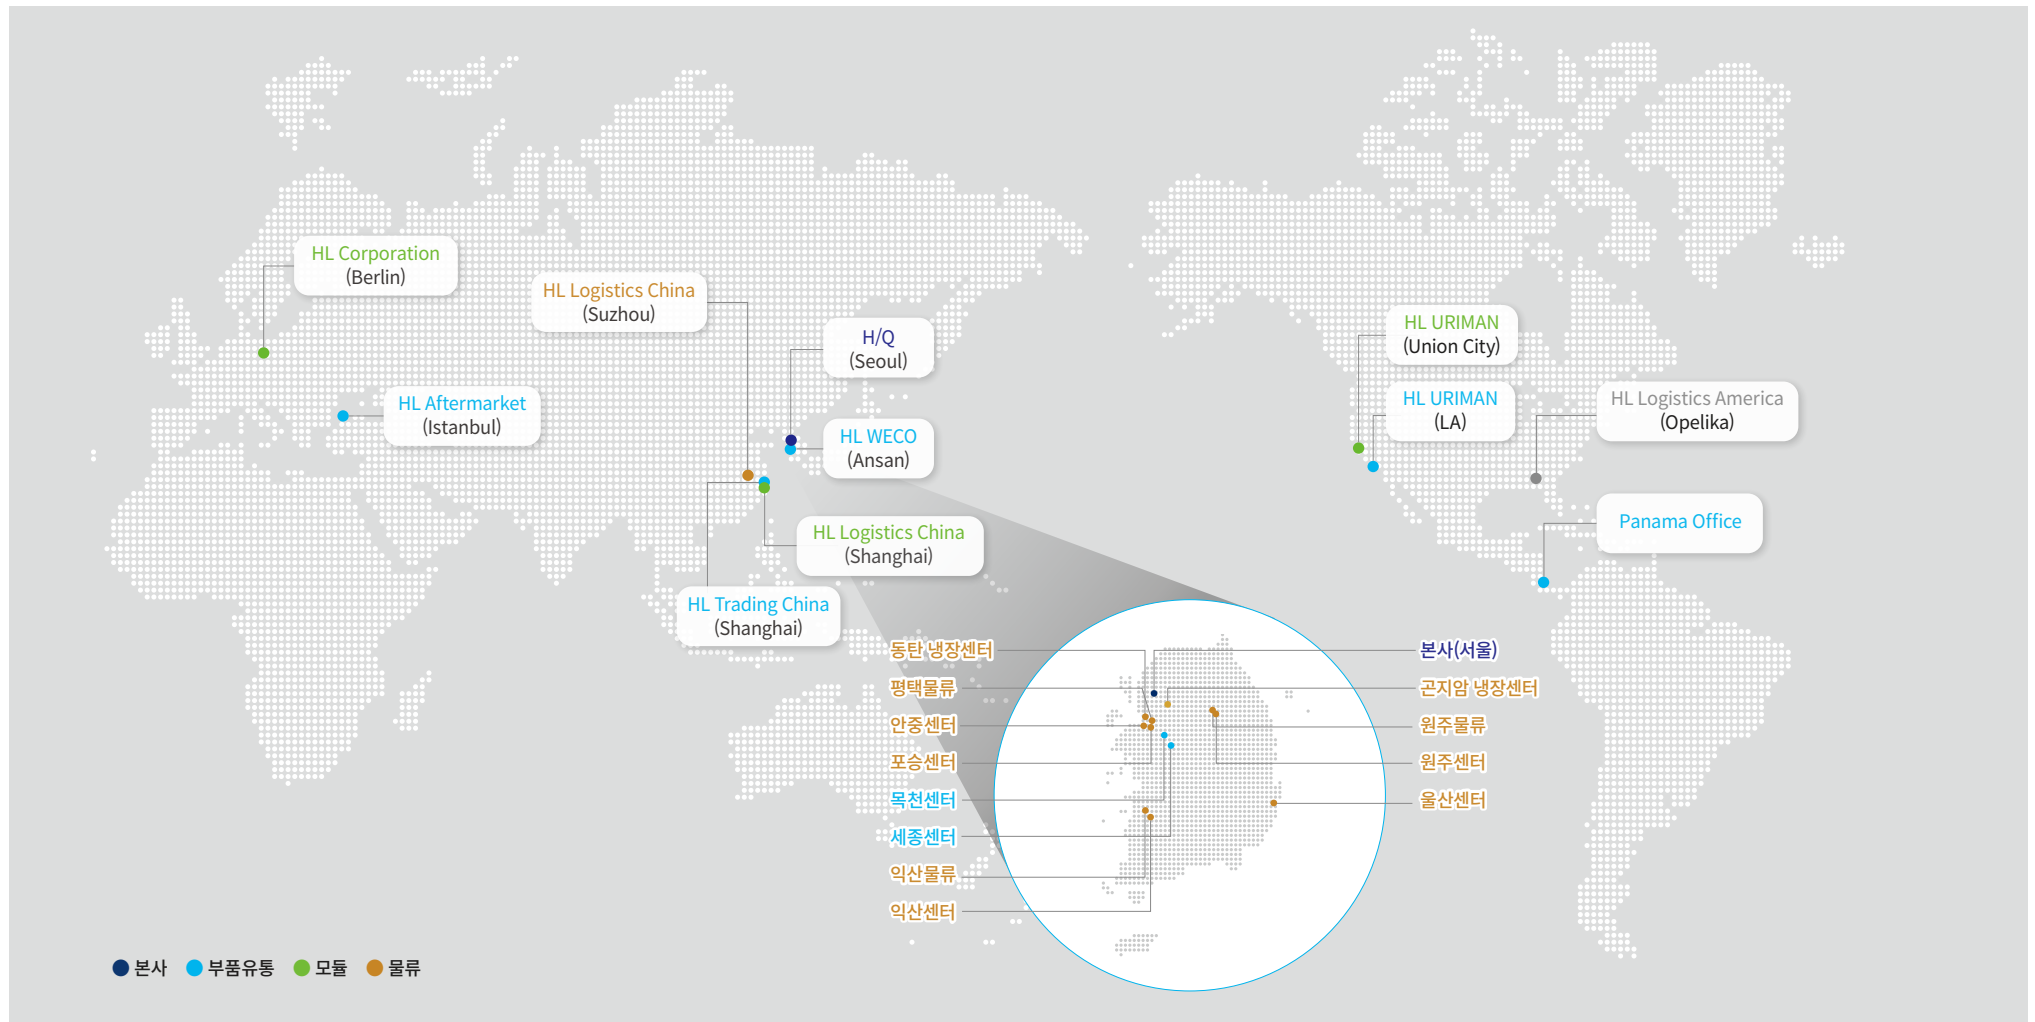 HL Corporation
(Berlin)
HL Logistics China
(Suzhou)
H/Q
(Seoul)
HL Aftermarket
(Istanbul)
HL WECO
(Ansan)
HL Logistics China
(Shanghai)
HL Trading China
(Shanghai)
HL URIMAN
(Union City)
HL URIMAN
(LA)
HL Logistics America
(Opelika)
Panama Office
동탄 냉장센터
평택물류
안중센터
포승센터
목천센터
세종센터
익산물류
익산센터
본사(서울)
곤지암 냉장센터
원주물류
원주센터
울산센터
본사 부품유통 모듈 물류